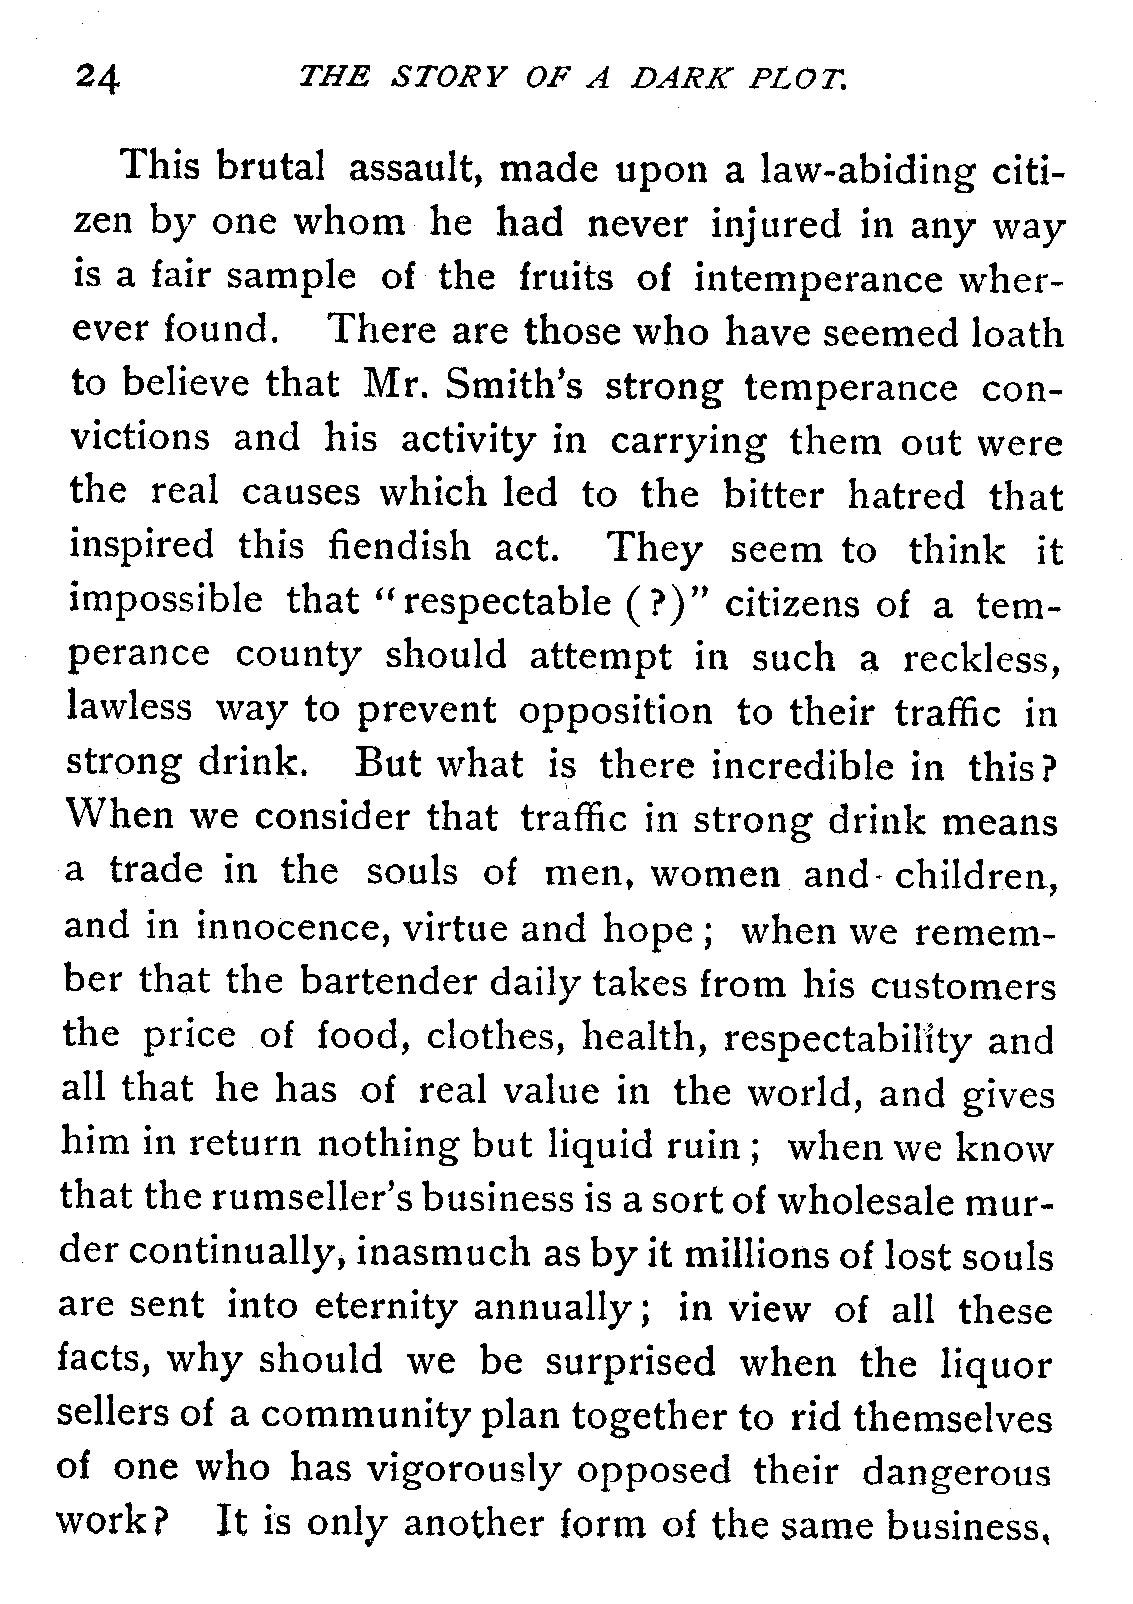 24 THE STORY OF A DARK PLOT.
This brutal assault, made upon a law-abiding citi-
zen by one whom he had never injured in any way
is a fair sample of the fruits of intemperance wher-
ever found. There are those who have seemed loath
to believe that Mr. Smith's strong temperance con-
victions and his activity in carrying them out were
the real causes which led to the bitter hatred that
inspired this fiendish act. They seem to think it
impossible that "respectable (?)" citizens of a tem-
perance county should attempt in such a reckless,
lawless way to prevent opposition to their traffic in
strong drink. But what is there incredible in this?
When we consider that traffic in strong drink means
a trade in the souls of men, women and children,
and in innocence, virtue and hope; when we remem-
ber that the bartender daily takes from his customers
the price of food, clothes, health, respectability and
all that he has of real value in the world, and gives
him in return nothing but liquid ruin; when we know
that the rumseller's business is a sort of wholesale mur-
der continually, inasmuch as by it millions of lost souls
are sent into eternity annually; in view of all these
facts, why should we be surprised when the liquor
sellers of a community plan together to rid themselves
of one who has vigorously opposed their dangerous
work? It is only another form of the same business,